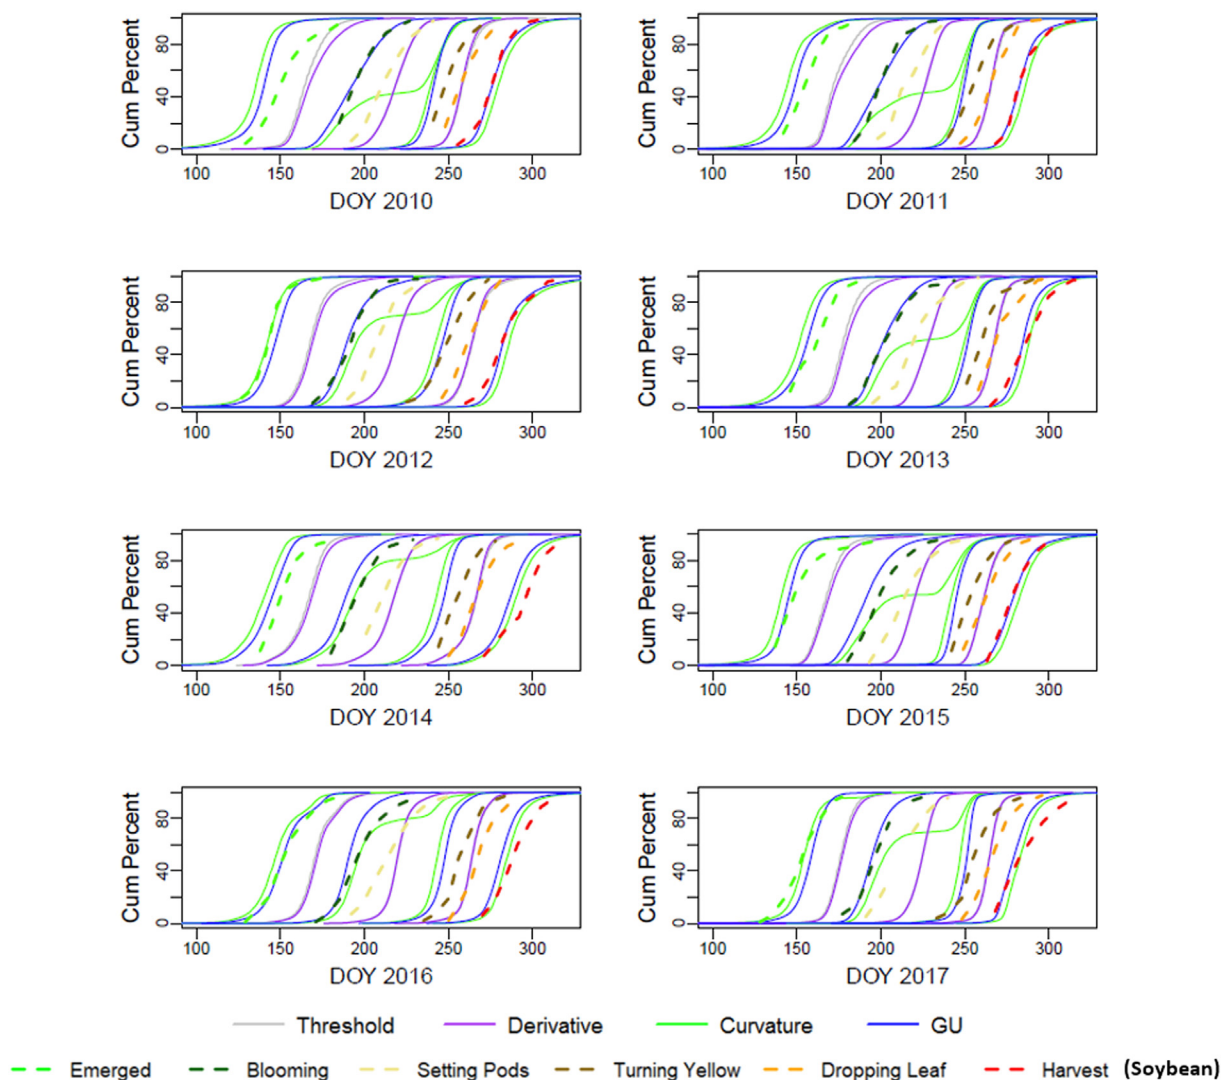 Cum Percent
80
40
0
100 150 200 250 300
DOY 2010
Cum Percent
80
40
0
100 150 200 250 300
DOY 2011
Cum Percent
80
40
0
100 150 200 250 300
DOY 2012
Cum Percent
80
40
0
100 150 200 250 300
DOY 2013
Cum Percent
80
40
0
100 150 200 250 300
DOY 2014
Cum Percent
80
40
0
100 150 200 250 300
DOY 2015
Cum Percent
80
40
0
100 150 200 250 300
DOY 2016
Cum Percent
80
40
0
100 150 200 250 300
DOY 2017
Threshold Derivative Curvature GU
Emerged Blooming Setting Pods Turning Yellow Dropping Leaf Harvest (Soybean)